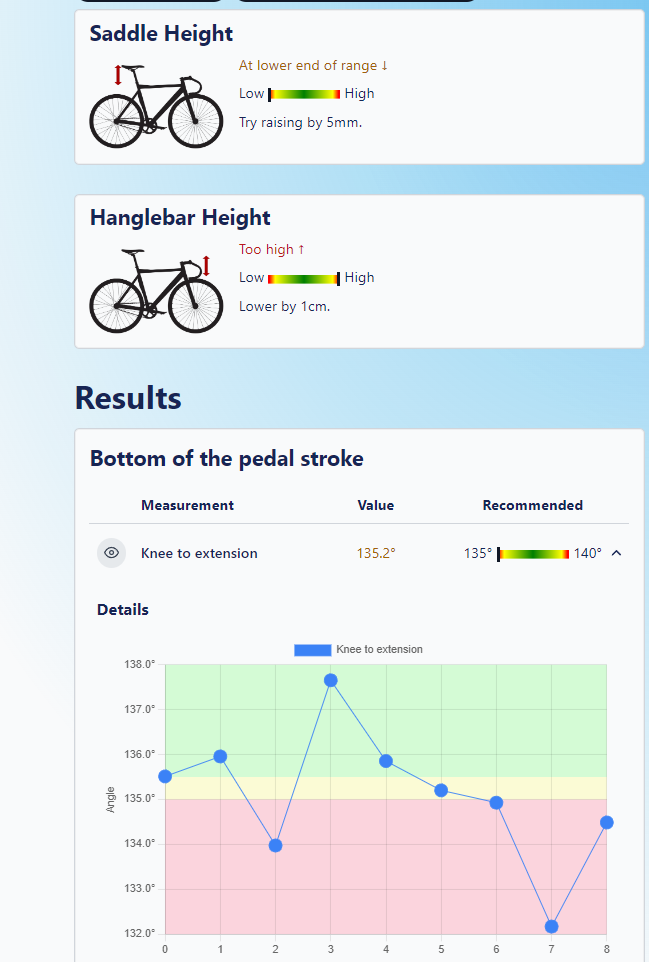 Saddle Height
At lower end of range ↓
Low High
Try raising by 5mm.
Hanglebar Height
Too high ↑
Low High
Lower by 1cm.
Results
Bottom of the pedal stroke
Measurement Value Recommended
Knee to extension 135.2° 135° 140°
Details
Knee to extension
138.0°
137.0°
136.0°
135.0°
134.0°
133.0°
132.0°
Angle
0 1 2 3 4 5 6 7 8